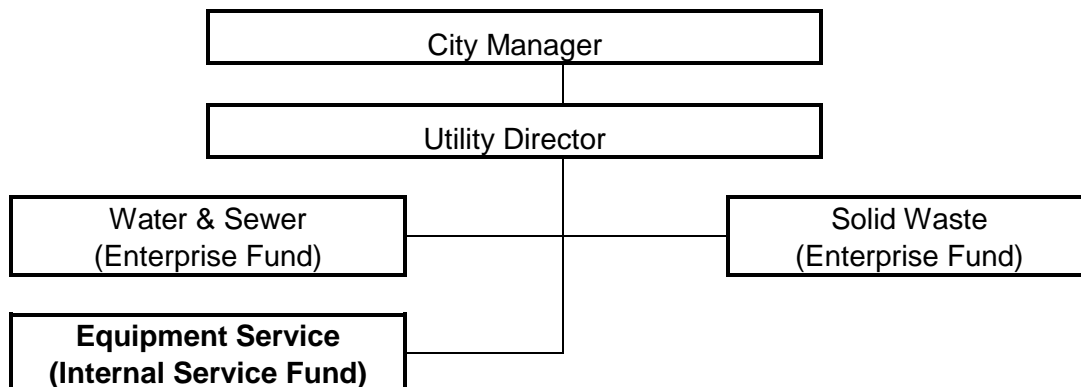 City Manager
Utility Director
Water & Sewer
(Enterprise Fund)
Solid Waste
(Enterprise Fund)
Equipment Service
(Internal Service Fund)